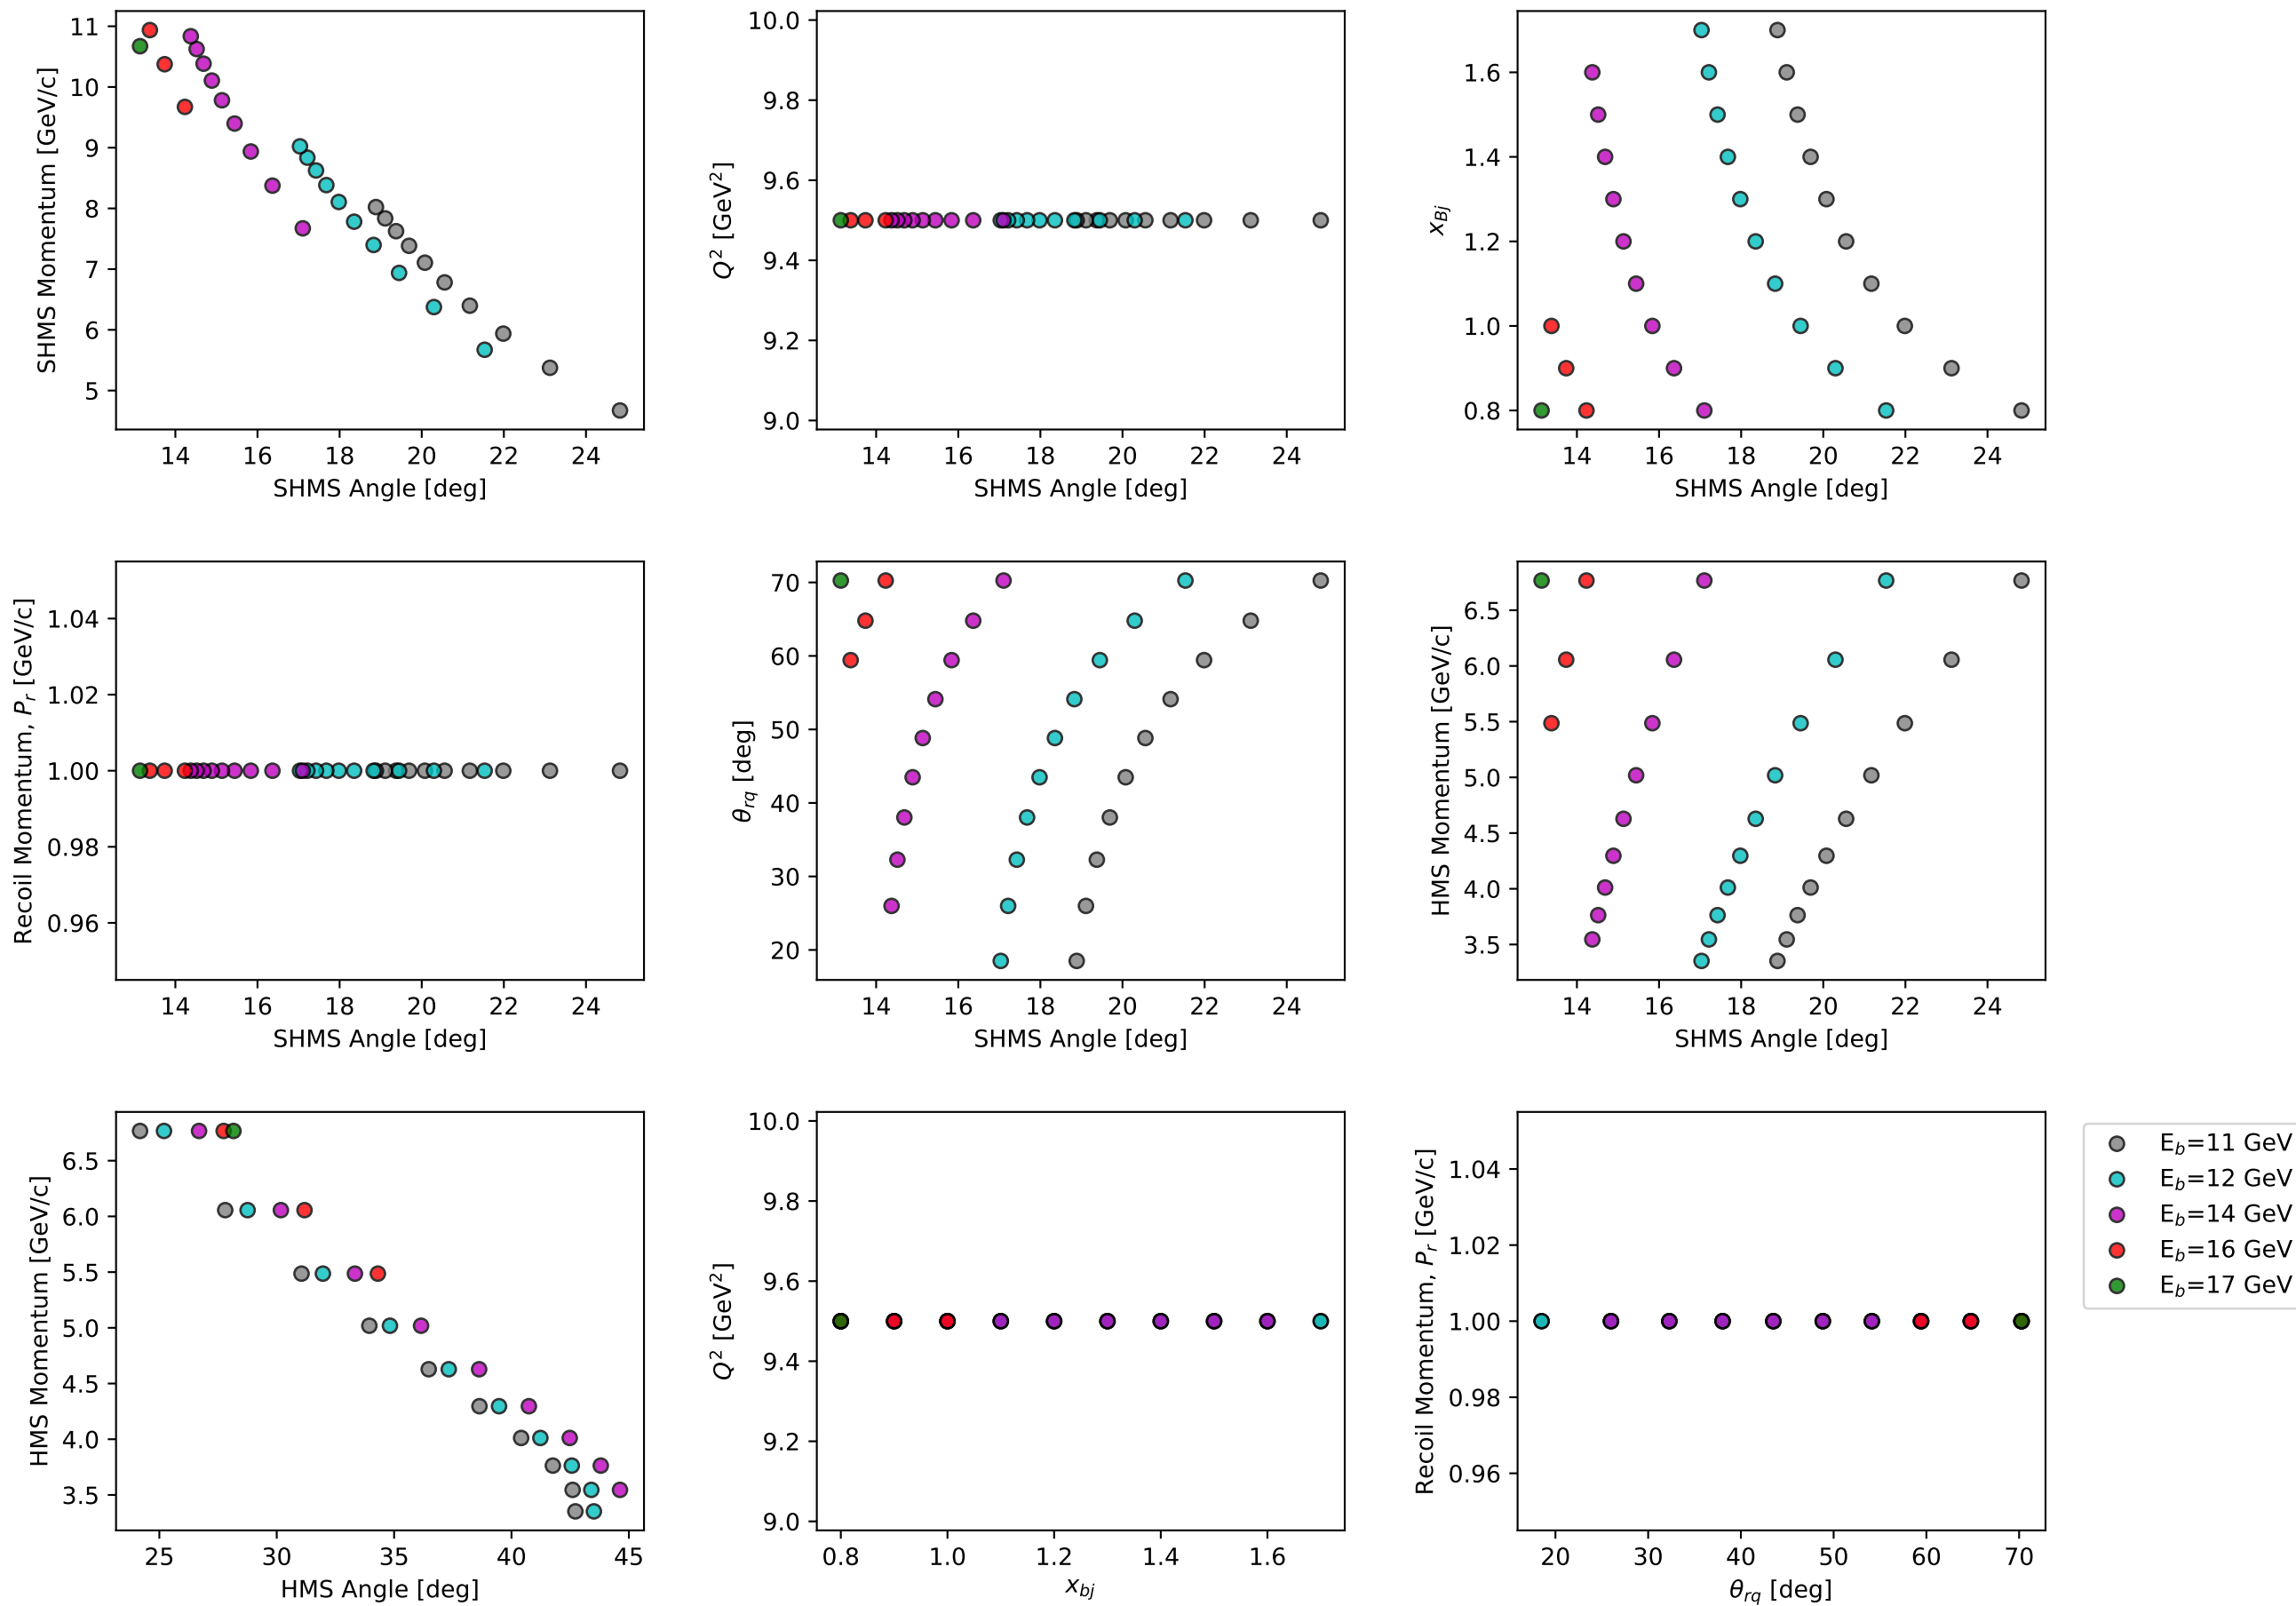 11
10
9
8
7
6
5
14 16 18 20 22 24
SHMS Momentum [GeV/c]
SHMS Angle [deg]
10.0
9.8
9.6
9.4
9.2
9.0
14 16 18 20 22 24
Q² [GeV²]
SHMS Angle [deg]
1.6
1.4
1.2
1.0
0.8
14 16 18 20 22 24
x_Bj
SHMS Angle [deg]
1.04
1.02
1.00
0.98
0.96
14 16 18 20 22 24
Recoil Momentum, P_r [GeV/c]
SHMS Angle [deg]
70
60
50
40
30
20
14 16 18 20 22 24
θ_rq [deg]
SHMS Angle [deg]
6.5
6.0
5.5
5.0
4.5
4.0
3.5
14 16 18 20 22 24
HMS Momentum [GeV/c]
SHMS Angle [deg]
6.5
6.0
5.5
5.0
4.5
4.0
3.5
25 30 35 40 45
HMS Momentum [GeV/c]
HMS Angle [deg]
10.0
9.8
9.6
9.4
9.2
9.0
0.8 1.0 1.2 1.4 1.6
Q² [GeV²]
x_bj
1.04
1.02
1.00
0.98
0.96
20 30 40 50 60 70
Recoil Momentum, P_r [GeV/c]
θ_rq [deg]
E_b=11 GeV
E_b=12 GeV
E_b=14 GeV
E_b=16 GeV
E_b=17 GeV